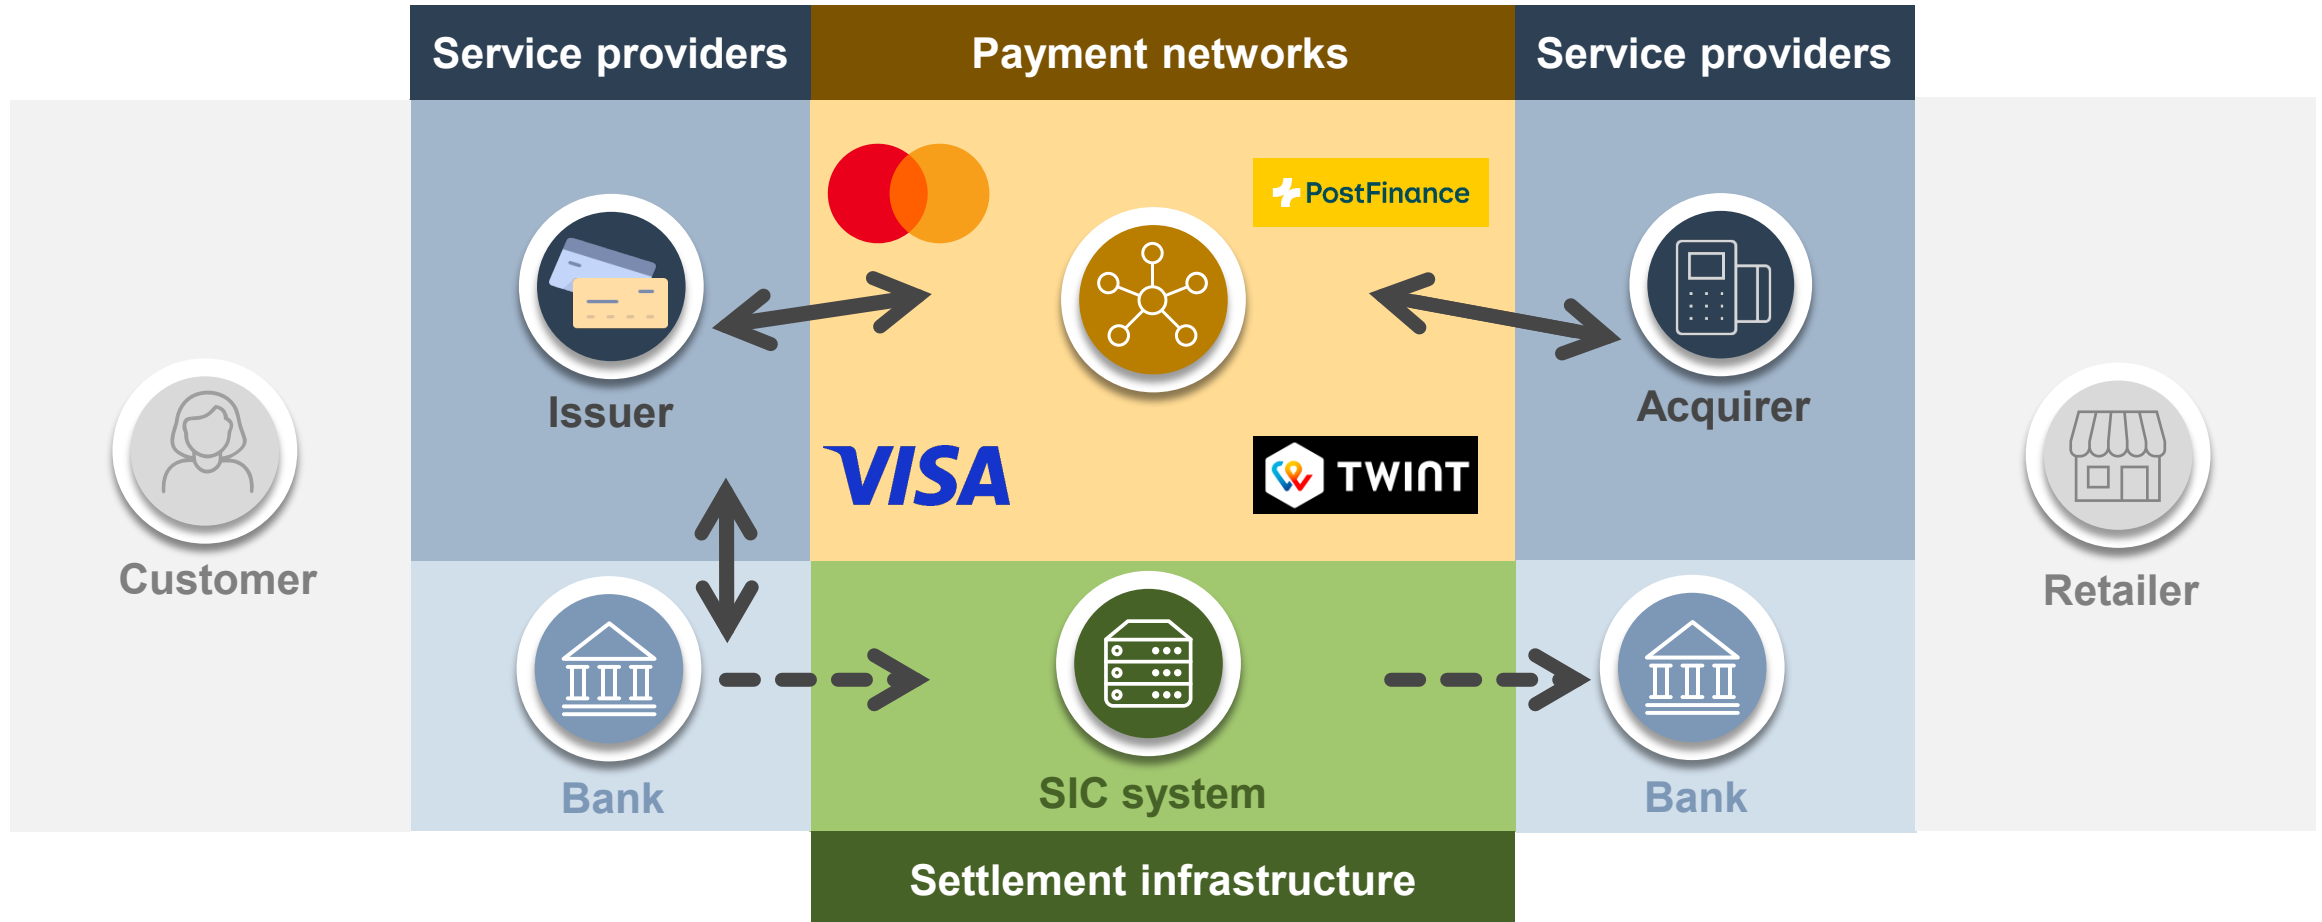 Service providers
Payment networks
Service providers
PostFinance
Issuer
Acquirer
VISA
TWINT
Customer
Retailer
Bank
SIC system
Bank
Settlement infrastructure